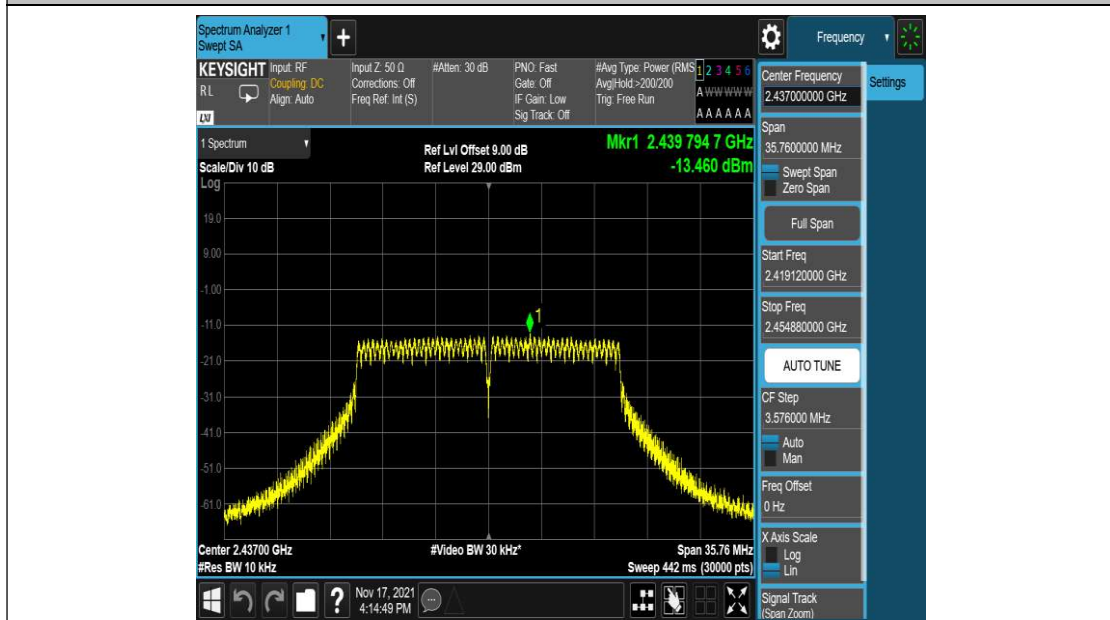 Spectrum Analyzer 1
Swept SA
+
Frequency
KEYSIGHT
RL
LXI
Input: RF
Coupling: DC
Align: Auto
Input Z: 50 Ω
Corrections: Off
Freq Ref: Int (S)
#Atten: 30 dB
PNO: Fast
Gate: Off
IF Gain: Low
Sig Track: Off
#Avg Type: Power (RMS
Avg|Hold:>200/200
Trig: Free Run
1 2 3 4 5 6
A W W W W W
A A A A A A
1 Spectrum
Scale/Div 10 dB
Log
Ref Lvl Offset 9.00 dB
Ref Level 29.00 dBm
Mkr1 2.439 794 7 GHz
-13.460 dBm
19.0
9.00
-1.00
-11.0
-21.0
-31.0
-41.0
-51.0
-61.0
1
Center 2.43700 GHz
#Res BW 10 kHz
#Video BW 30 kHz*
Span 35.76 MHz
Sweep 442 ms (30000 pts)
Nov 17, 2021
4:14:49 PM
?
Center Frequency
2.437000000 GHz
Settings
Span
35.7600000 MHz
Swept Span
Zero Span
Full Span
Start Freq
2.419120000 GHz
Stop Freq
2.454880000 GHz
AUTO TUNE
CF Step
3.576000 MHz
Auto
Man
Freq Offset
0 Hz
X Axis Scale
Log
Lin
Signal Track
(Span Zoom)